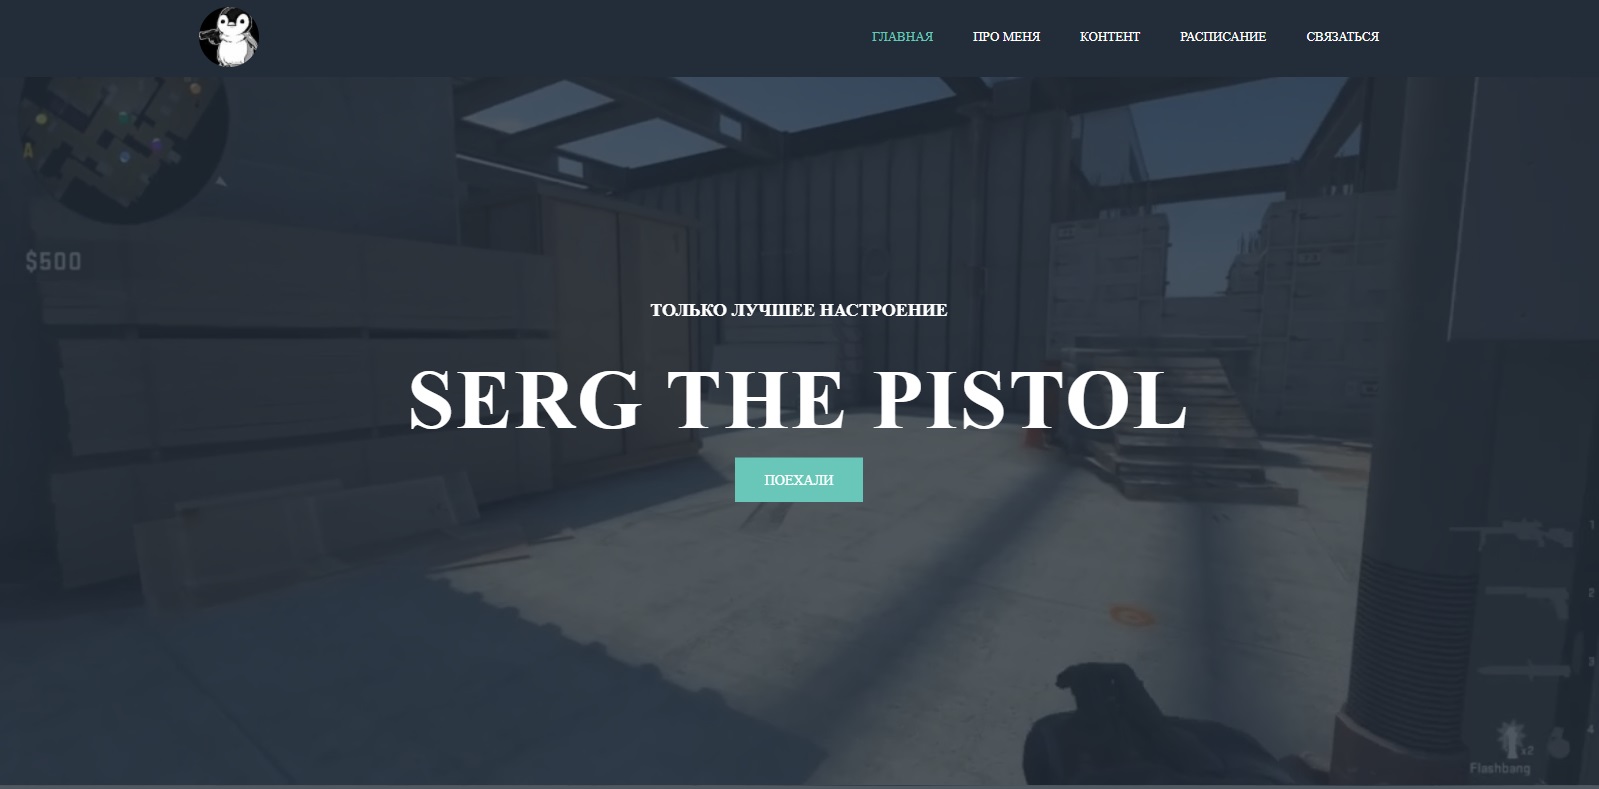 ГЛАВНАЯ ПРО МЕНЯ КОНТЕНТ РАСПИСАНИЕ СВЯЗАТЬСЯ
A
$500
ТОЛЬКО ЛУЧШЕЕ НАСТРОЕНИЕ
SERG THE PISTOL
ПОЕХАЛИ
1
2
3
4
x2
Flashbang